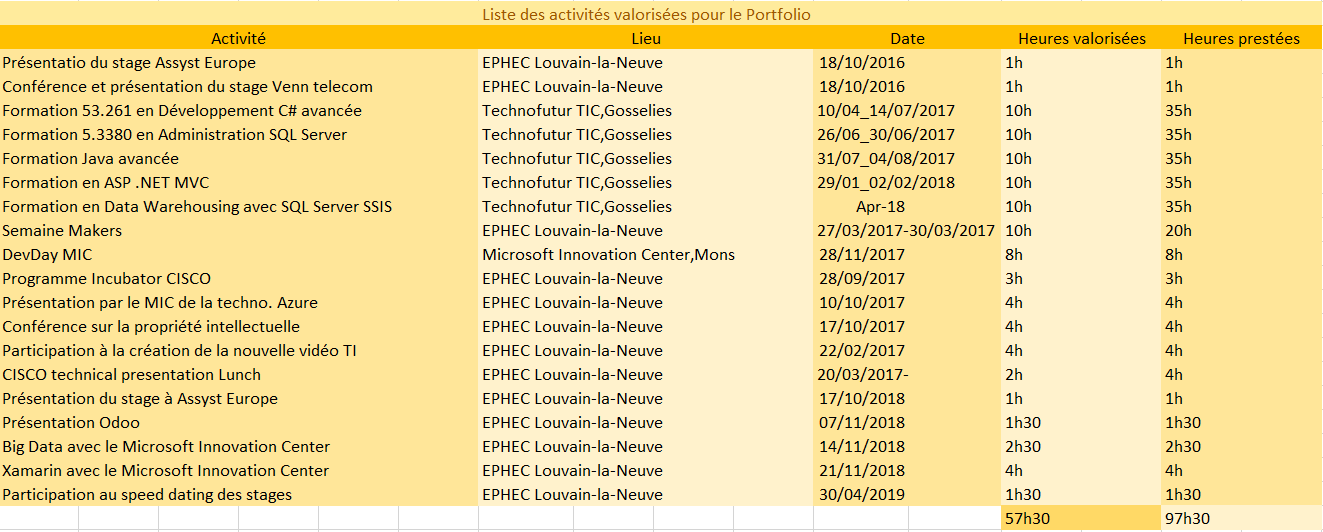 Liste des activités valorisées pour le Portfolio
Activité Lieu Date Heures valorisées Heures prestées
Présentatio du stage Assyst Europe EPHEC Louvain-la-Neuve 18/10/2016 1h 1h
Conférence et présentation du stage Venn telecom EPHEC Louvain-la-Neuve 18/10/2016 1h 1h
Formation 53.261 en Développement C# avancée Technofutur TIC,Gosselies 10/04_14/07/2017 10h 35h
Formation 5.3380 en Administration SQL Server Technofutur TIC,Gosselies 26/06_30/06/2017 10h 35h
Formation Java avancée Technofutur TIC,Gosselies 31/07_04/08/2017 10h 35h
Formation en ASP .NET MVC Technofutur TIC,Gosselies 29/01_02/02/2018 10h 35h
Formation en Data Warehousing avec SQL Server SSIS Technofutur TIC,Gosselies Apr-18 10h 35h
Semaine Makers EPHEC Louvain-la-Neuve 27/03/2017-30/03/2017 10h 20h
DevDay MIC Microsoft Innovation Center,Mons 28/11/2017 8h 8h
Programme Incubator CISCO EPHEC Louvain-la-Neuve 28/09/2017 3h 3h
Présentation par le MIC de la techno. Azure EPHEC Louvain-la-Neuve 10/10/2017 4h 4h
Conférence sur la propriété intellectuelle EPHEC Louvain-la-Neuve 17/10/2017 4h 4h
Participation à la création de la nouvelle vidéo TI EPHEC Louvain-la-Neuve 22/02/2017 4h 4h
CISCO technical presentation Lunch EPHEC Louvain-la-Neuve 20/03/2017- 2h 4h
Présentation du stage à Assyst Europe EPHEC Louvain-la-Neuve 17/10/2018 1h 1h
Présentation Odoo EPHEC Louvain-la-Neuve 07/11/2018 1h30 1h30
Big Data avec le Microsoft Innovation Center EPHEC Louvain-la-Neuve 14/11/2018 2h30 2h30
Xamarin avec le Microsoft Innovation Center EPHEC Louvain-la-Neuve 21/11/2018 4h 4h
Participation au speed dating des stages EPHEC Louvain-la-Neuve 30/04/2019 1h30 1h30
57h30 97h30